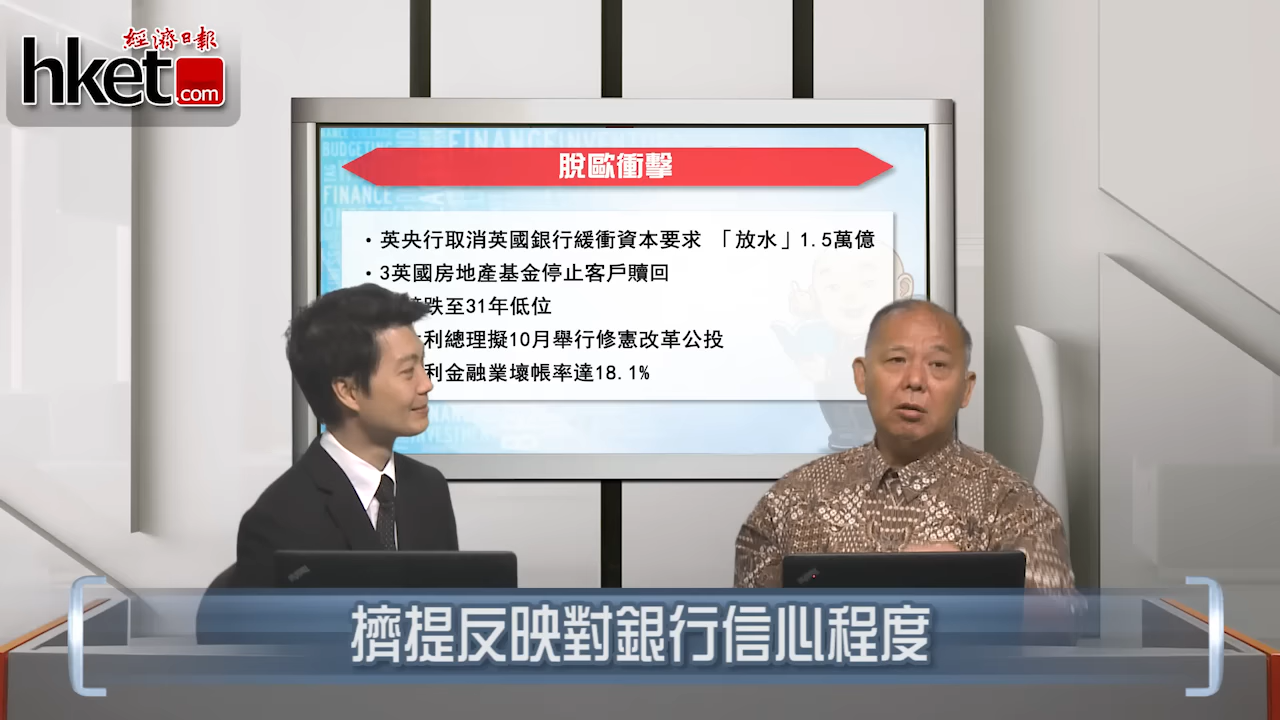 經濟日報
hket
.com
FINANCE INVESTM
BUDGETING
FINANCE
脫歐衝擊
・英央行取消英國銀行緩衝資本要求 「放水」1.5萬億
・3英國房地產基金停止客戶贖回
跌至31年低位
利總理擬10月舉行修憲改革公投
利金融業壞帳率達18.1%
擠提反映對銀行信心程度